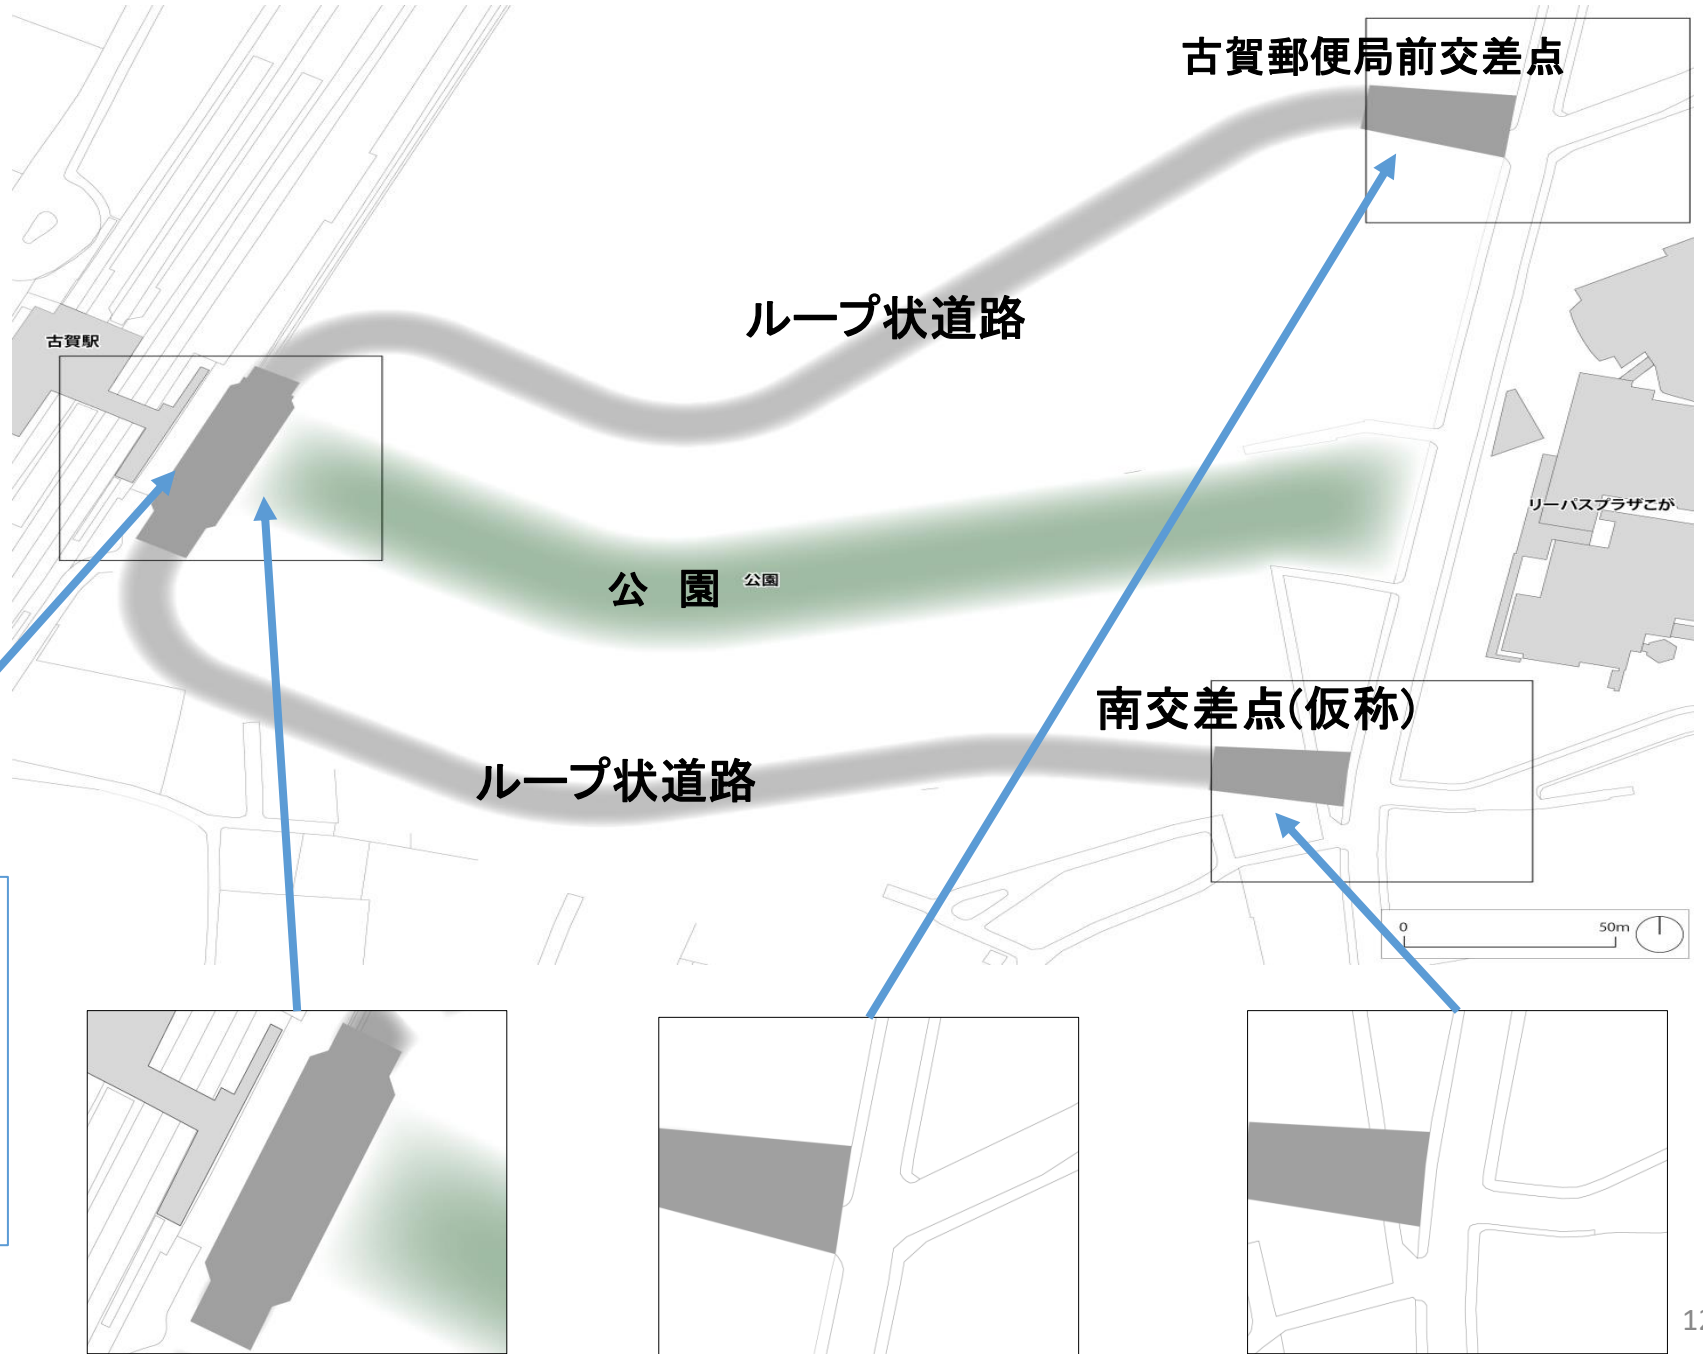 古賀郵便局前交差点
ループ状道路
古賀駅
リーパスプラザこが
公 園 公園
南交差点(仮称)
ループ状道路
0 50m
12